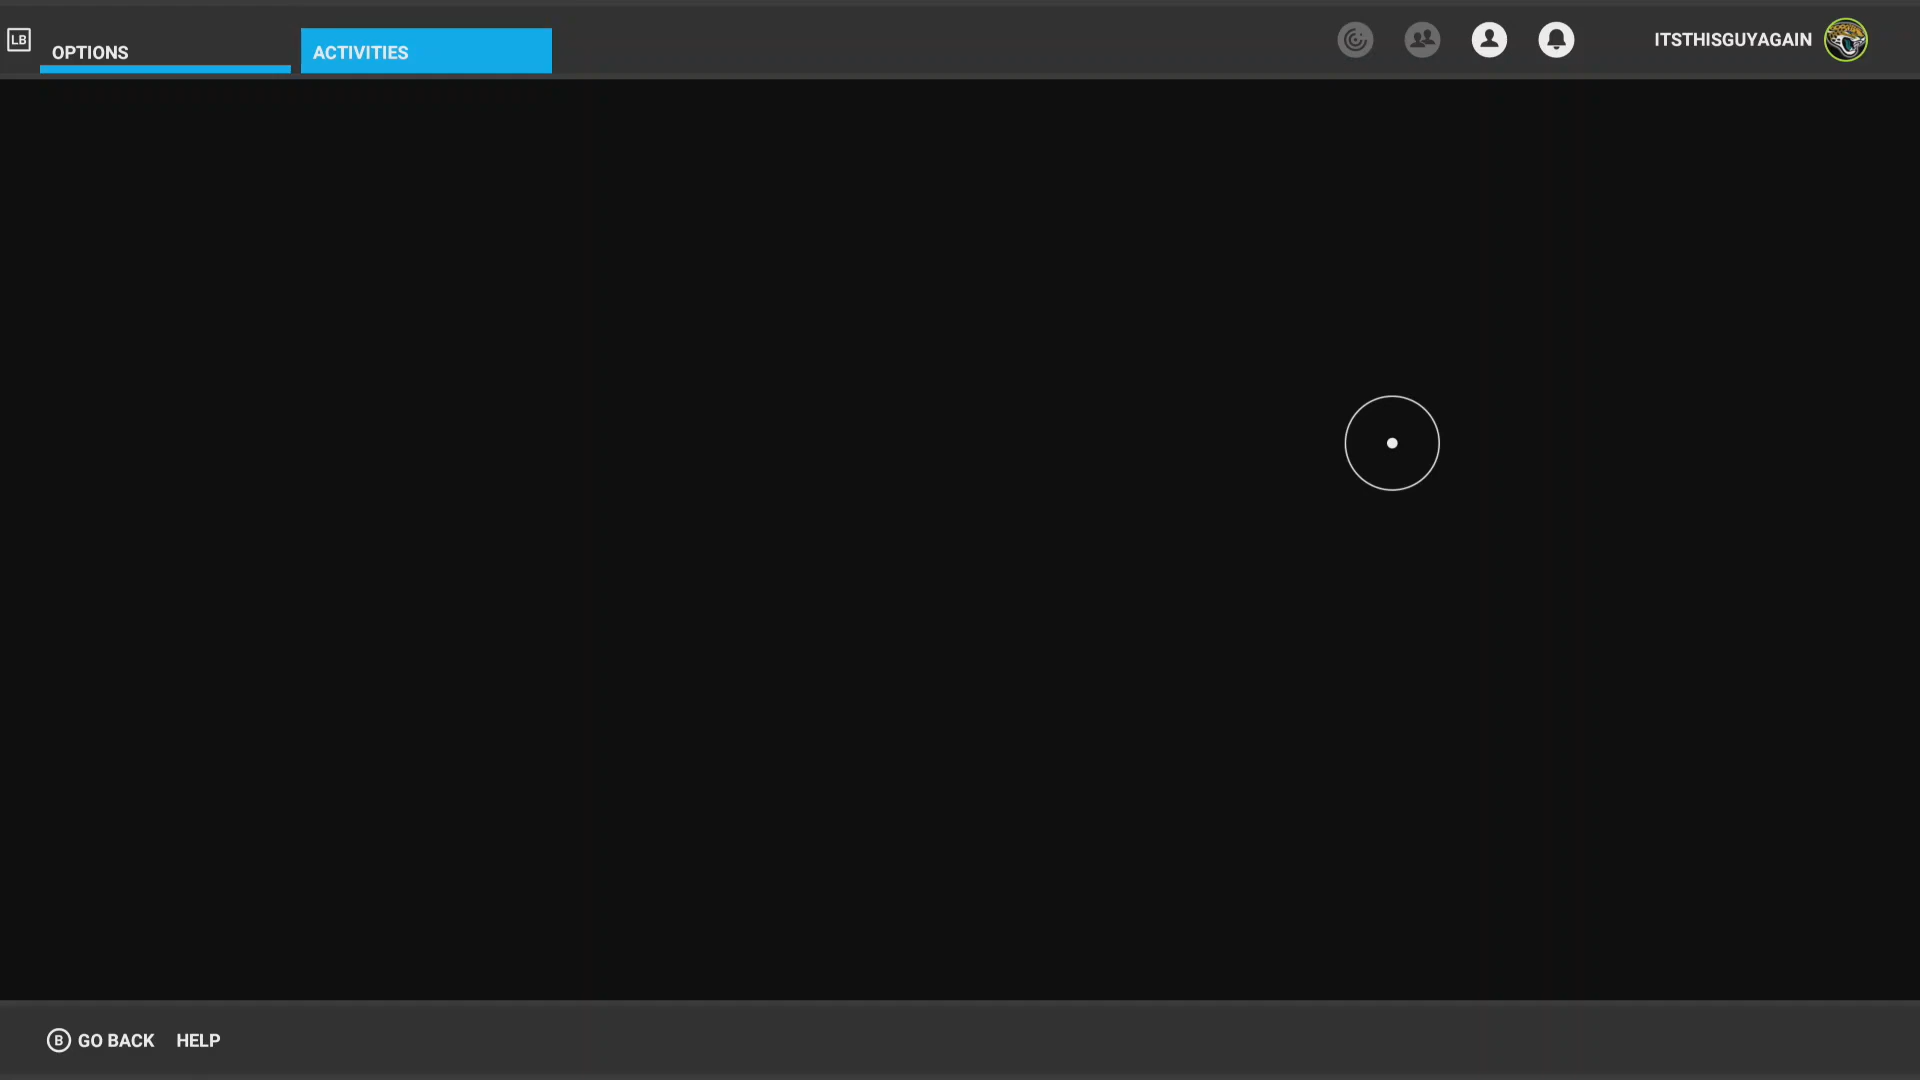 LB
OPTIONS
ACTIVITIES
ITSTHISGUYAGAIN
B GO BACK
HELP